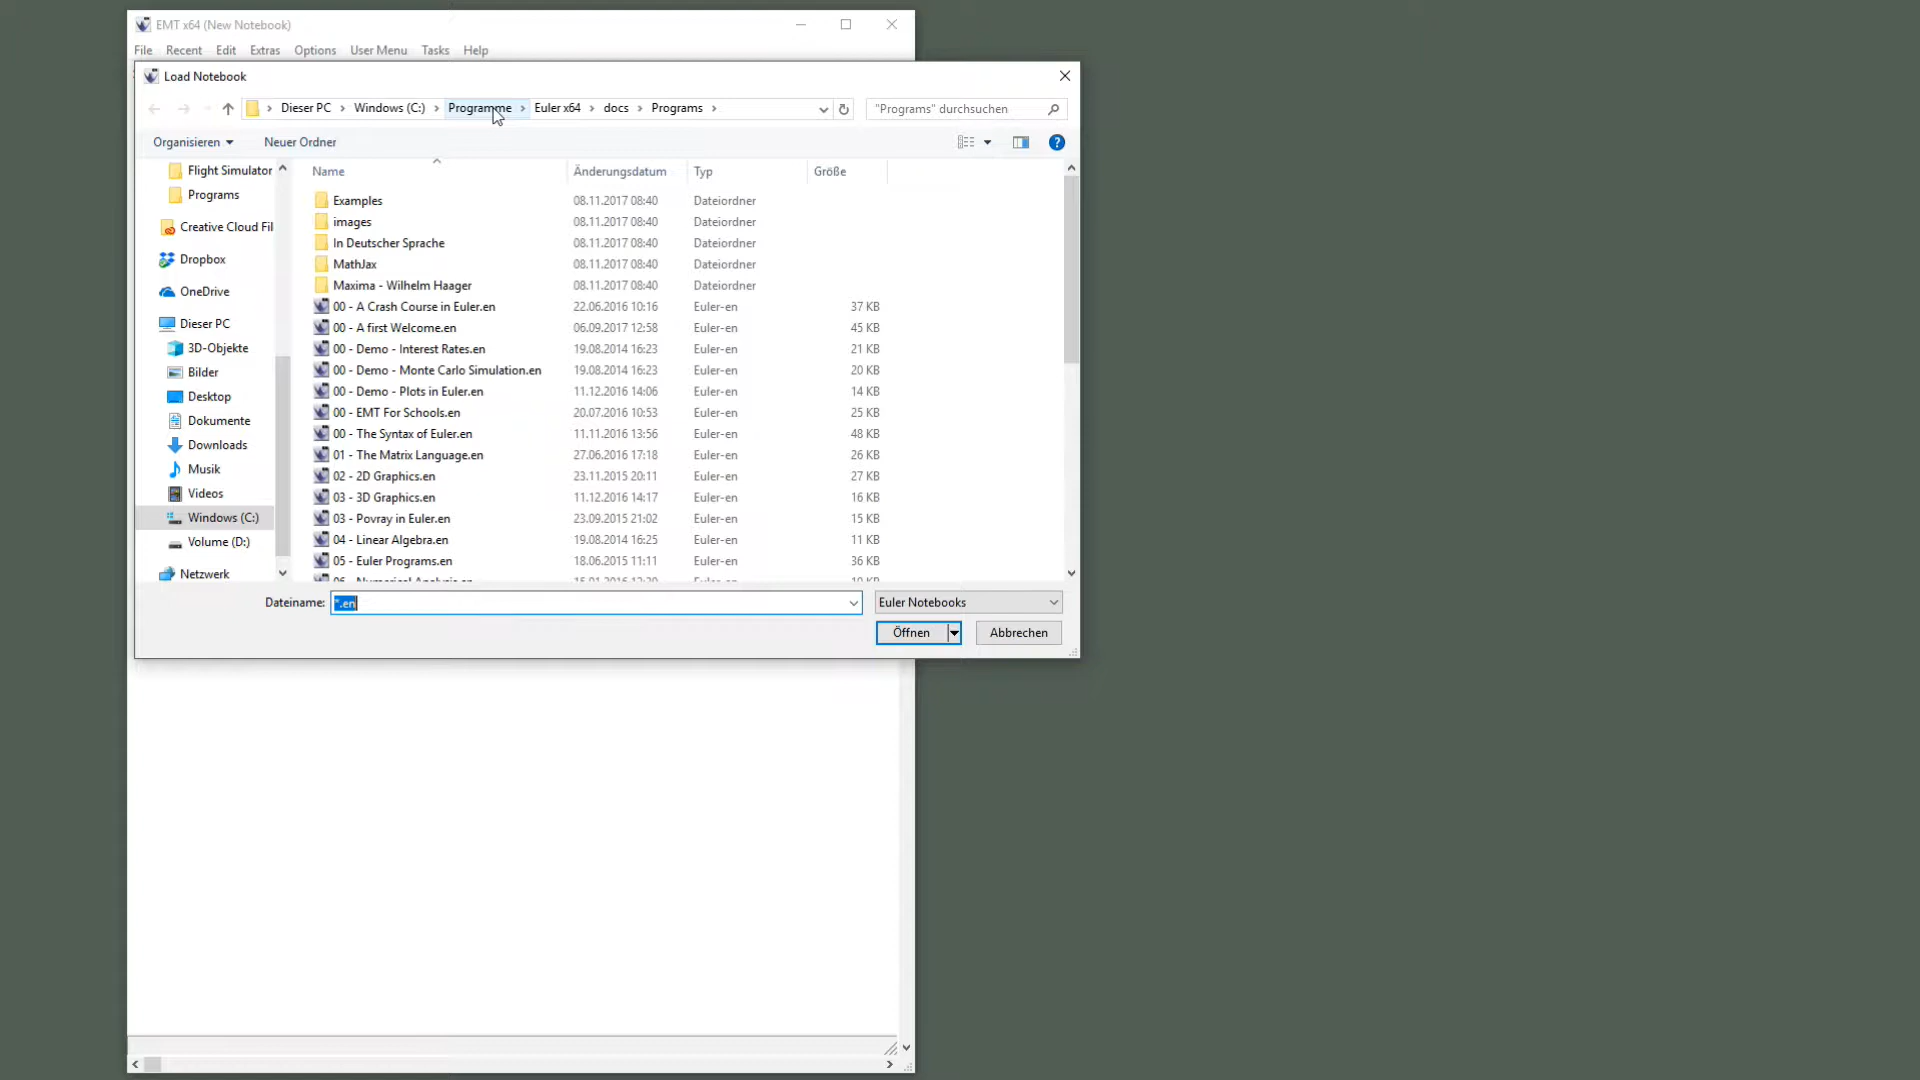 EMT x64 (New Notebook)
File Recent Edit Extras Options User Menu Tasks Help
Load Notebook
Dieser PC Windows (C:) Programme Euler x64 docs Programs
"Programs" durchsuchen
Organisieren Neuer Ordner
Name Änderungsdatum Typ Größe
Flight Simulator
Programs
Creative Cloud Fil
Dropbox
OneDrive
Dieser PC
3D-Objekte
Bilder
Desktop
Dokumente
Downloads
Musik
Videos
Windows (C:)
Volume (D:)
Netzwerk
Examples 08.11.2017 08:40 Dateiordner
images 08.11.2017 08:40 Dateiordner
In Deutscher Sprache 08.11.2017 08:40 Dateiordner
MathJax 08.11.2017 08:40 Dateiordner
Maxima - Wilhelm Haager 08.11.2017 08:40 Dateiordner
00 - A Crash Course in Euler.en 22.06.2016 10:16 Euler-en 37 KB
00 - A first Welcome.en 06.09.2017 12:58 Euler-en 45 KB
00 - Demo - Interest Rates.en 19.08.2014 16:23 Euler-en 21 KB
00 - Demo - Monte Carlo Simulation.en 19.08.2014 16:23 Euler-en 20 KB
00 - Demo - Plots in Euler.en 11.12.2016 14:06 Euler-en 14 KB
00 - EMT For Schools.en 20.07.2016 10:53 Euler-en 25 KB
00 - The Syntax of Euler.en 11.11.2016 13:56 Euler-en 48 KB
01 - The Matrix Language.en 27.06.2016 17:18 Euler-en 26 KB
02 - 2D Graphics.en 23.11.2015 20:11 Euler-en 27 KB
03 - 3D Graphics.en 11.12.2016 14:17 Euler-en 16 KB
03 - Povray in Euler.en 23.09.2015 21:02 Euler-en 15 KB
04 - Linear Algebra.en 19.08.2014 16:25 Euler-en 11 KB
05 - Euler Programs.en 18.06.2015 11:11 Euler-en 36 KB
Dateiname: *.en Euler Notebooks
Öffnen Abbrechen